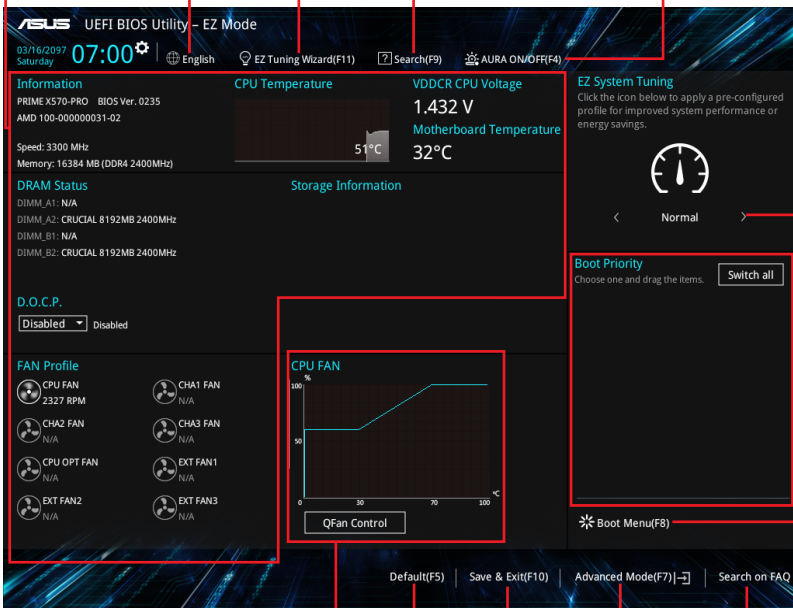 ASUS UEFI BIOS Utility – EZ Mode
03/16/2097
Saturday
07:00
English
EZ Tuning Wizard(F11)
? Search(F9)
AURA ON/OFF(F4)
Information
PRIME X570-PRO BIOS Ver. 0235
AMD 100-000000031-02
Speed: 3300 MHz
Memory: 16384 MB (DDR4 2400MHz)
CPU Temperature
51°C
VDDCR CPU Voltage
1.432 V
Motherboard Temperature
32°C
EZ System Tuning
Click the icon below to apply a pre-configured
profile for improved system performance or
energy savings.
< Normal >
DRAM Status
DIMM_A1: N/A
DIMM_A2: CRUCIAL 8192MB 2400MHz
DIMM_B1: N/A
DIMM_B2: CRUCIAL 8192MB 2400MHz
Storage Information
D.O.C.P.
Disabled Disabled
Boot Priority
Choose one and drag the items.
Switch all
FAN Profile
CPU FAN
2327 RPM
CHA1 FAN
N/A
CHA2 FAN
N/A
CHA3 FAN
N/A
CPU OPT FAN
N/A
EXT FAN1
N/A
EXT FAN2
N/A
EXT FAN3
N/A
CPU FAN
%
100
50
0 30 70 100
°C
QFan Control
Boot Menu(F8)
Default(F5)
Save & Exit(F10)
Advanced Mode(F7)
Search on FAQ